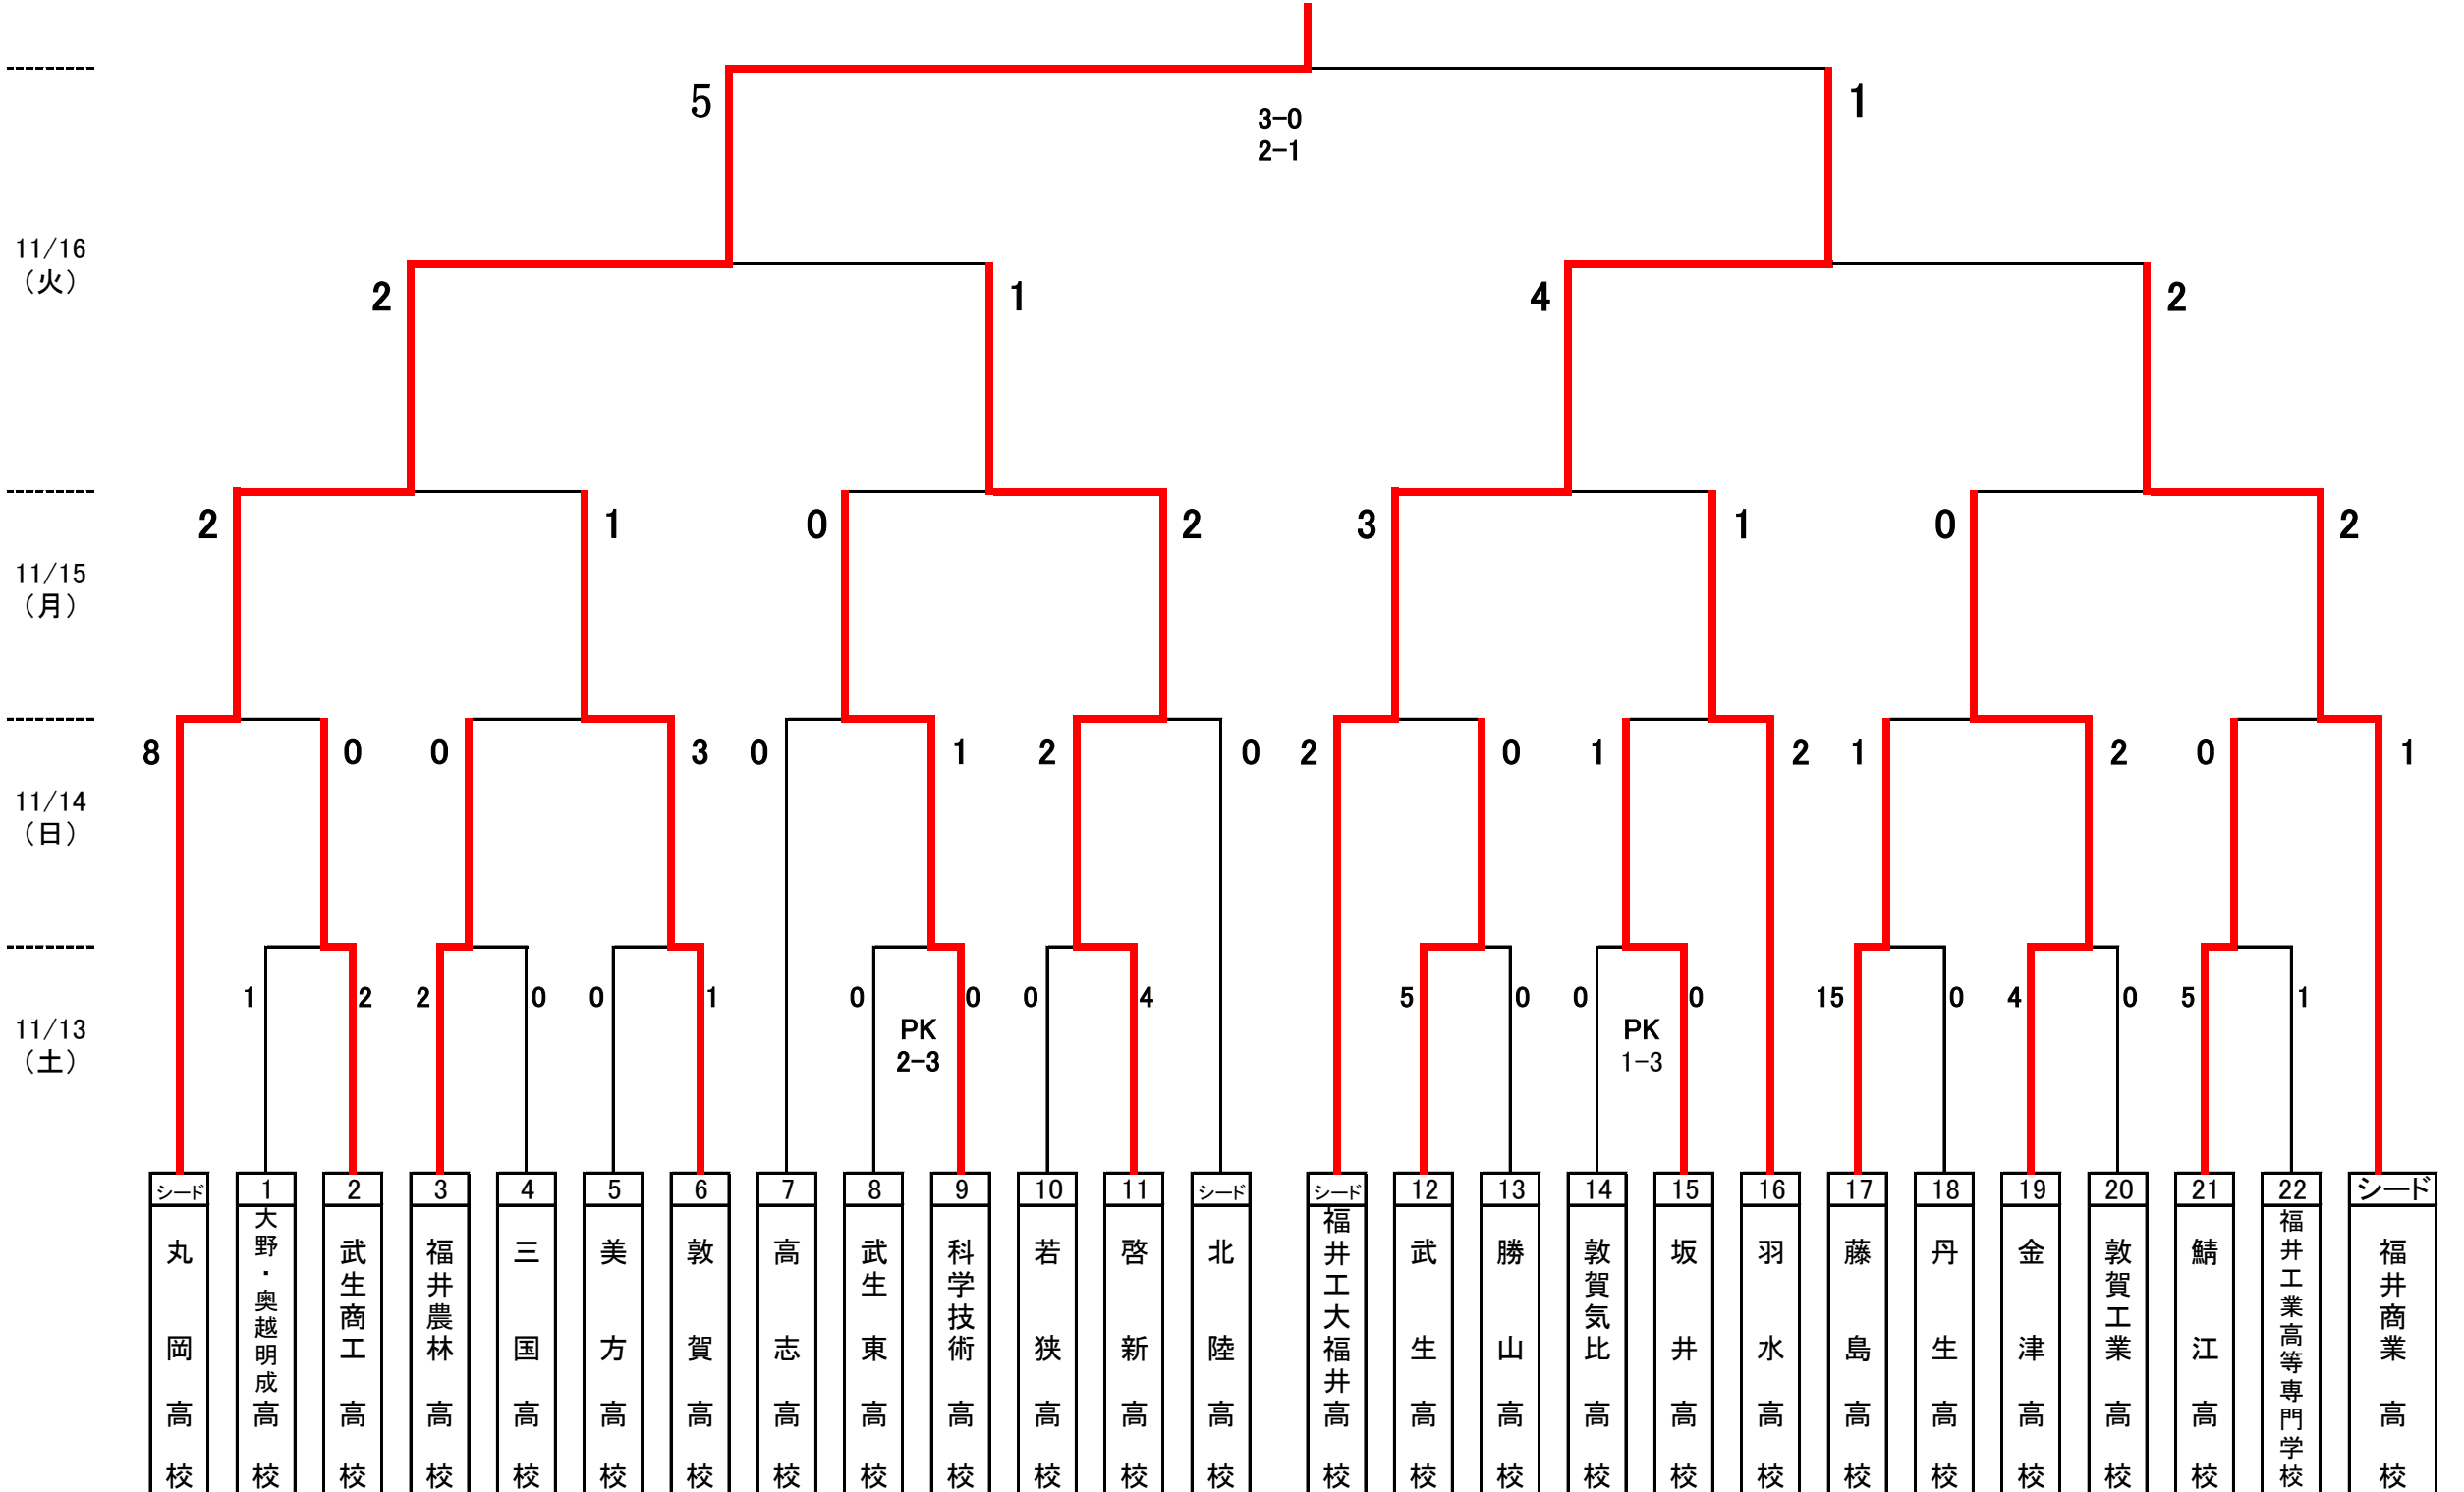 5
1
3-0
2-1
11/16
(火)
2
1
4
2
2
1
0
2
3
1
0
2
11/15
(月)
8
0
0
3
0
1
2
0
2
0
1
2
1
2
0
1
11/14
(日)
1
2
2
0
0
1
0
0
0
4
5
0
0
0
15
0
4
0
5
1
11/13
(土)
PK
2-3
PK
1-3
シード
丸岡高校
1
大野・奥越明成高校
2
武生商工高校
3
福井農林高校
4
三国高校
5
美方高校
6
敦賀高校
7
高志高校
8
武生東高校
9
科学技術高校
10
若狭高校
11
啓新高校
シード
北陸高校
シード
福井工大福井高校
12
武生高校
13
勝山高校
14
敦賀気比高校
15
坂井高校
16
羽水高校
17
藤島高校
18
丹生高校
19
金津高校
20
敦賀工業高校
21
鯖江高校
22
福井工業高等専門学校
シード
福井商業高校